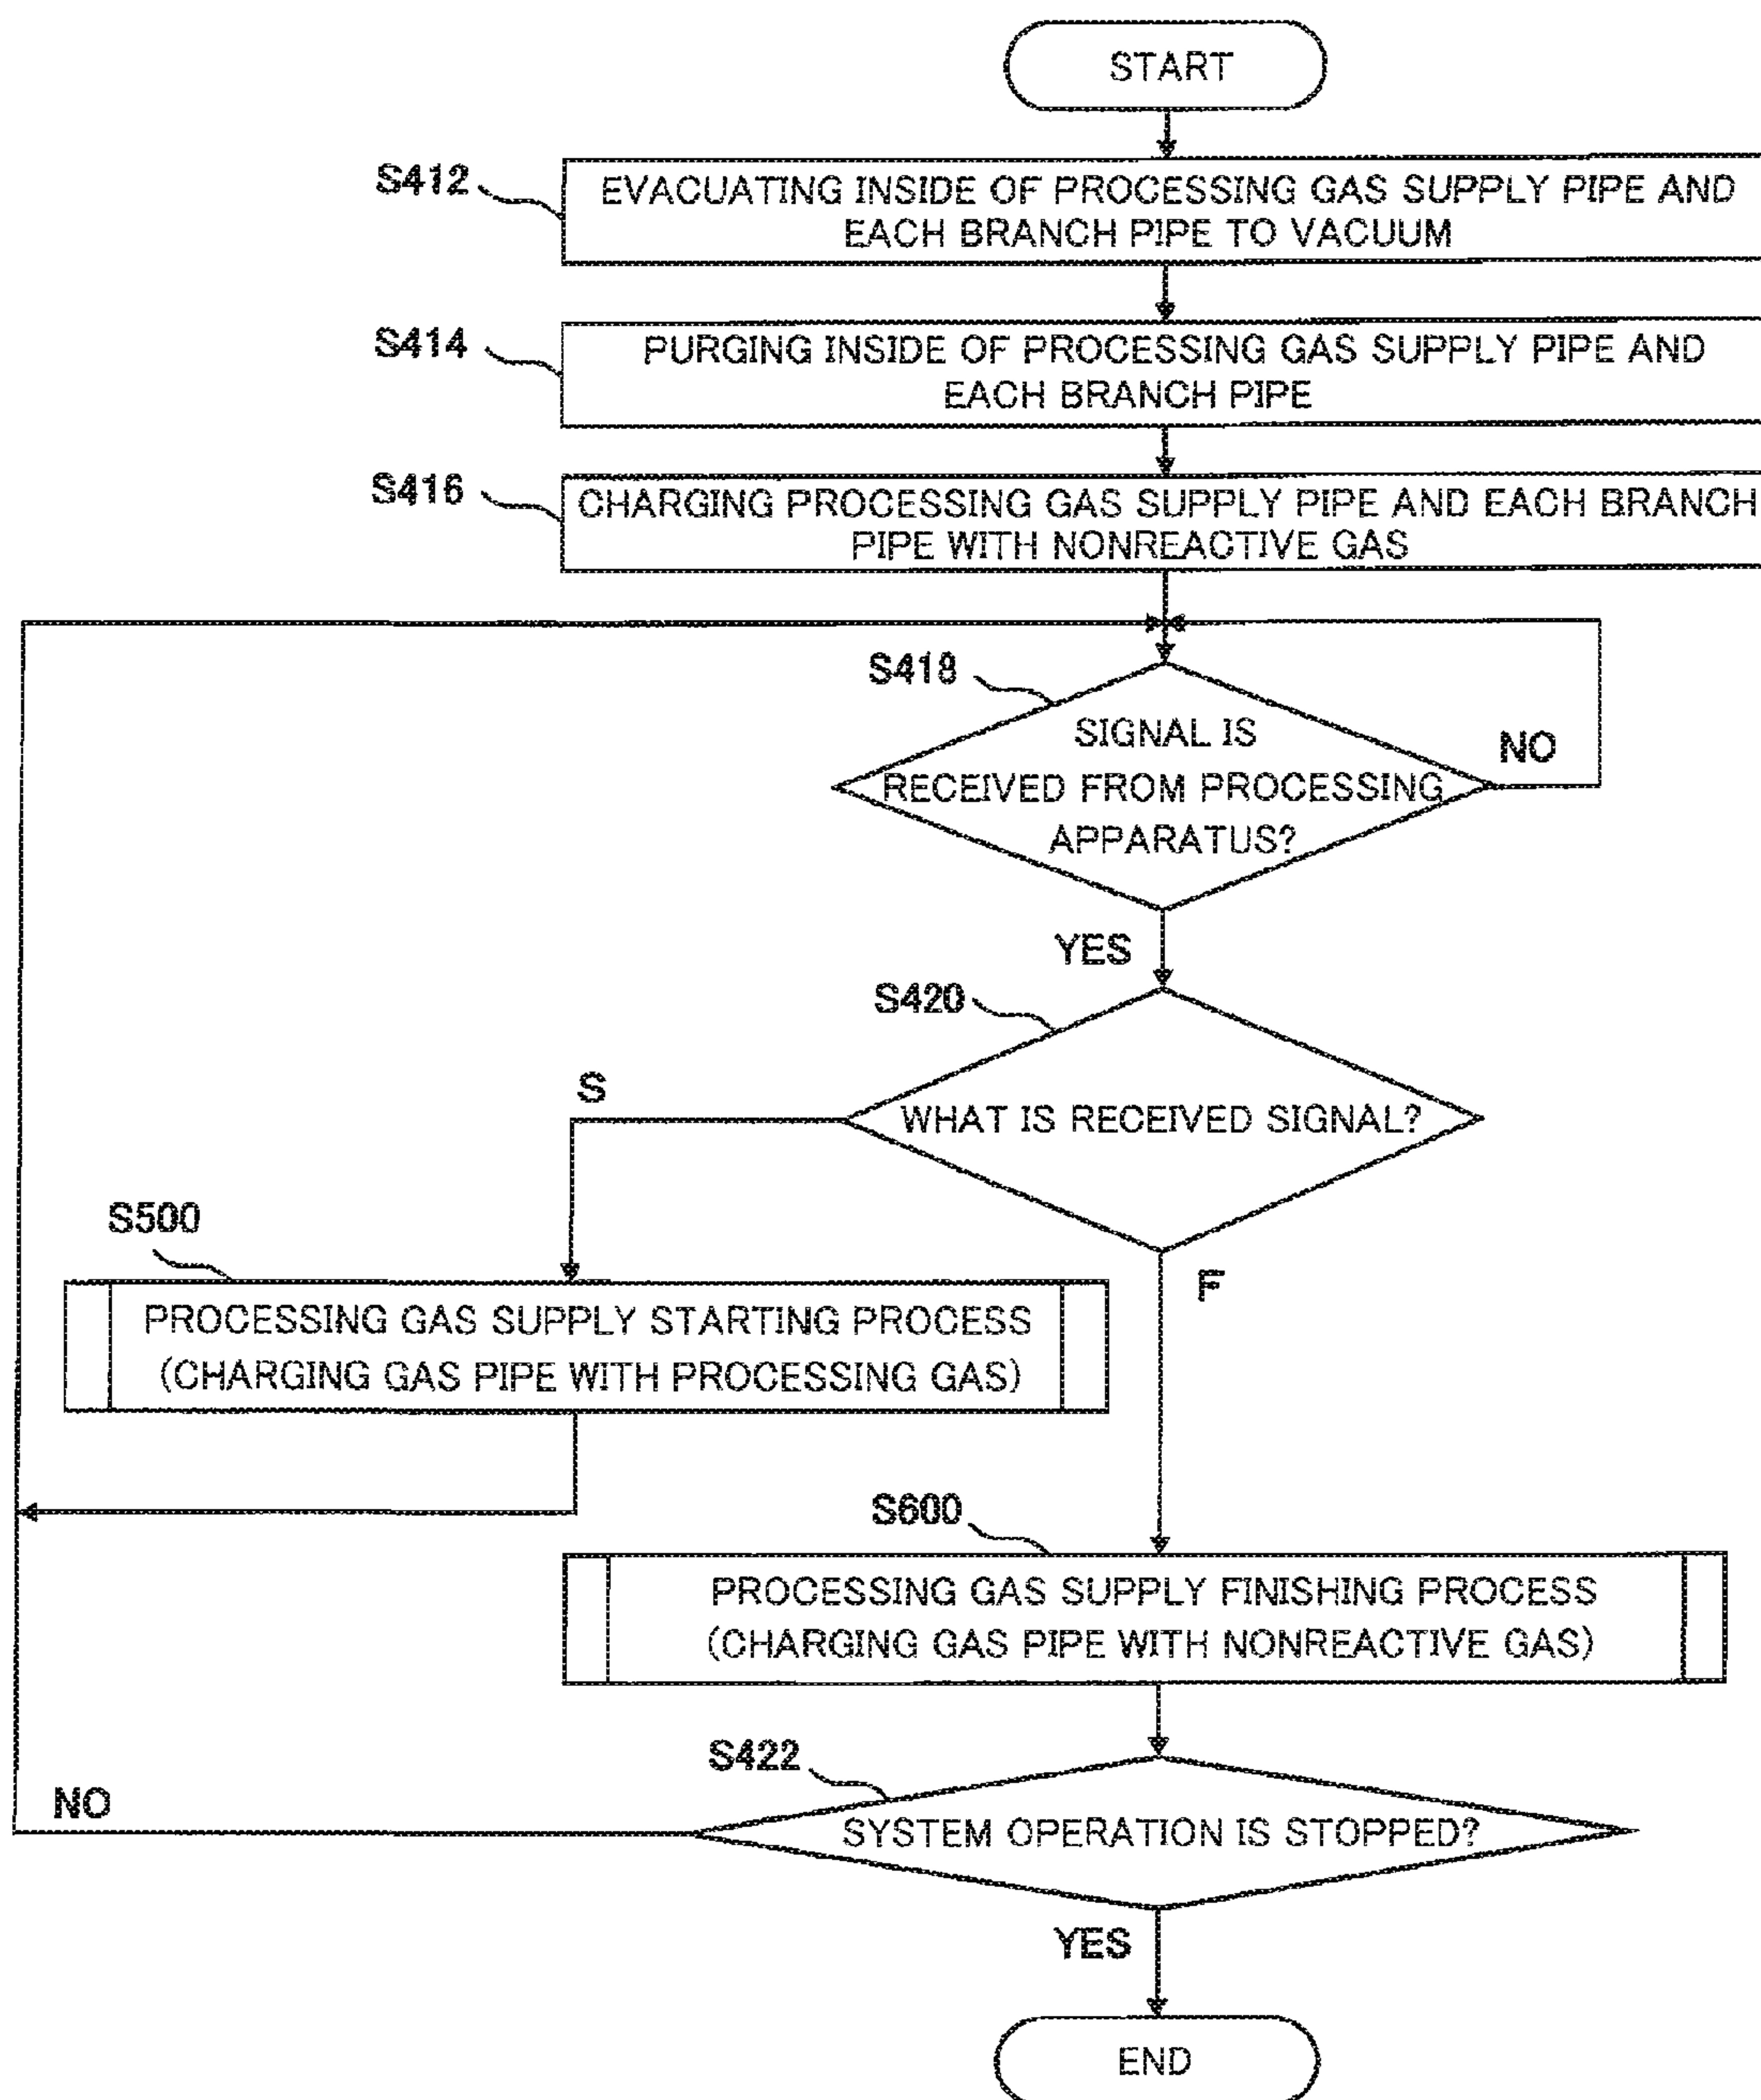 START
S412
EVACUATING INSIDE OF PROCESSING GAS SUPPLY PIPE AND
EACH BRANCH PIPE TO VACUUM
S414
PURGING INSIDE OF PROCESSING GAS SUPPLY PIPE AND
EACH BRANCH PIPE
S416
CHARGING PROCESSING GAS SUPPLY PIPE AND EACH BRANCH
PIPE WITH NONREACTIVE GAS
S418
SIGNAL IS
RECEIVED FROM PROCESSING
APPARATUS?
NO
YES
S420
WHAT IS RECEIVED SIGNAL?
S
F
S500
PROCESSING GAS SUPPLY STARTING PROCESS
(CHARGING GAS PIPE WITH PROCESSING GAS)
S600
PROCESSING GAS SUPPLY FINISHING PROCESS
(CHARGING GAS PIPE WITH NONREACTIVE GAS)
S422
SYSTEM OPERATION IS STOPPED?
NO
YES
END